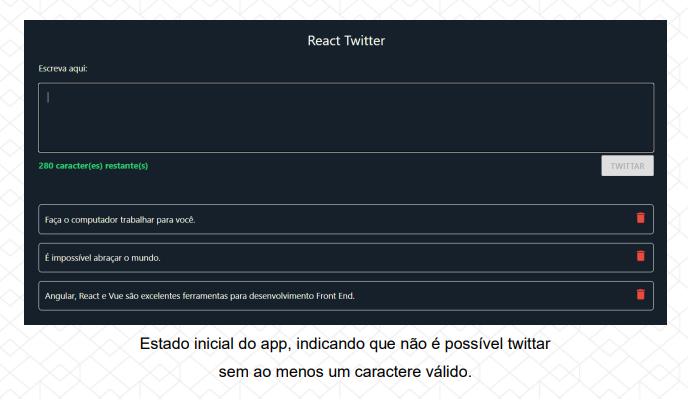 React Twitter
Escreva aqui:
280 caracter(es) restante(s)
TWITTAR
Faça o computador trabalhar para você.
É impossível abraçar o mundo.
Angular, React e Vue são excelentes ferramentas para desenvolvimento Front End.
Estado inicial do app, indicando que não é possível twittar
sem ao menos um caractere válido.